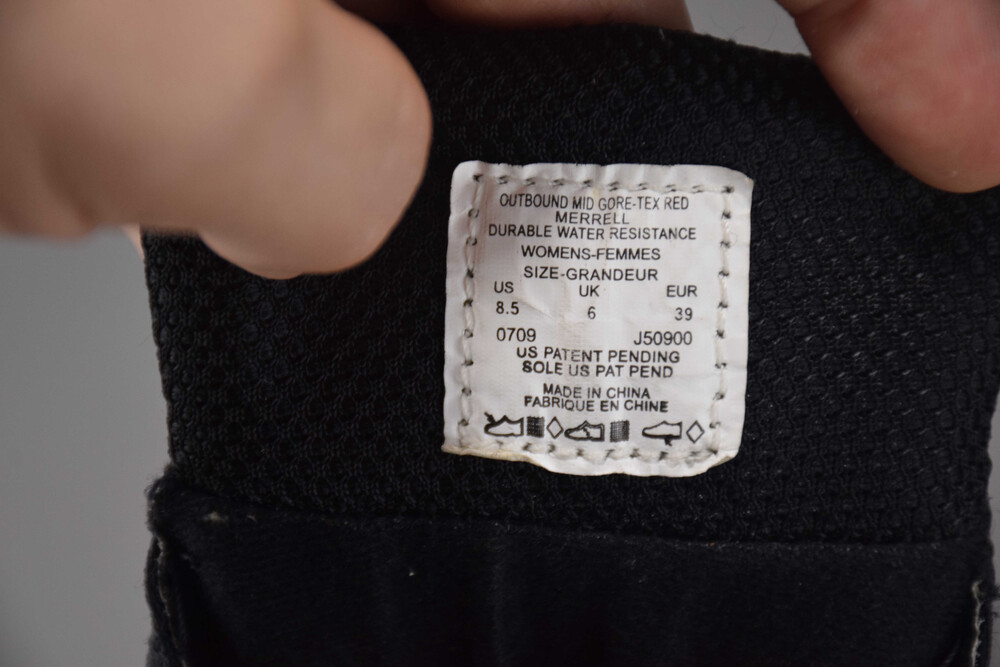 OUTBOUND MID GORE-TEX RED
MERRELL
DURABLE WATER RESISTANCE
WOMENS-FEMMES
SIZE-GRANDEUR
US UK EUR
8.5 6 39
0709 J50900
US PATENT PENDING
SOLE US PAT PEND
MADE IN CHINA
FABRIQUE EN CHINE